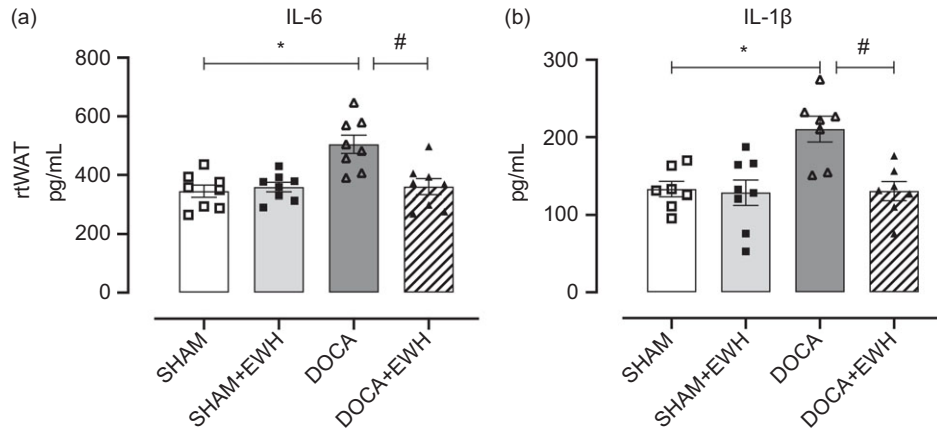 (a)
IL-6
rtWAT
pg/mL
800
600
400
200
0
*
#
SHAM
SHAM+EWH
DOCA
DOCA+EWH
(b)
IL-1β
pg/mL
300
200
100
0
*
#
SHAM
SHAM+EWH
DOCA
DOCA+EWH